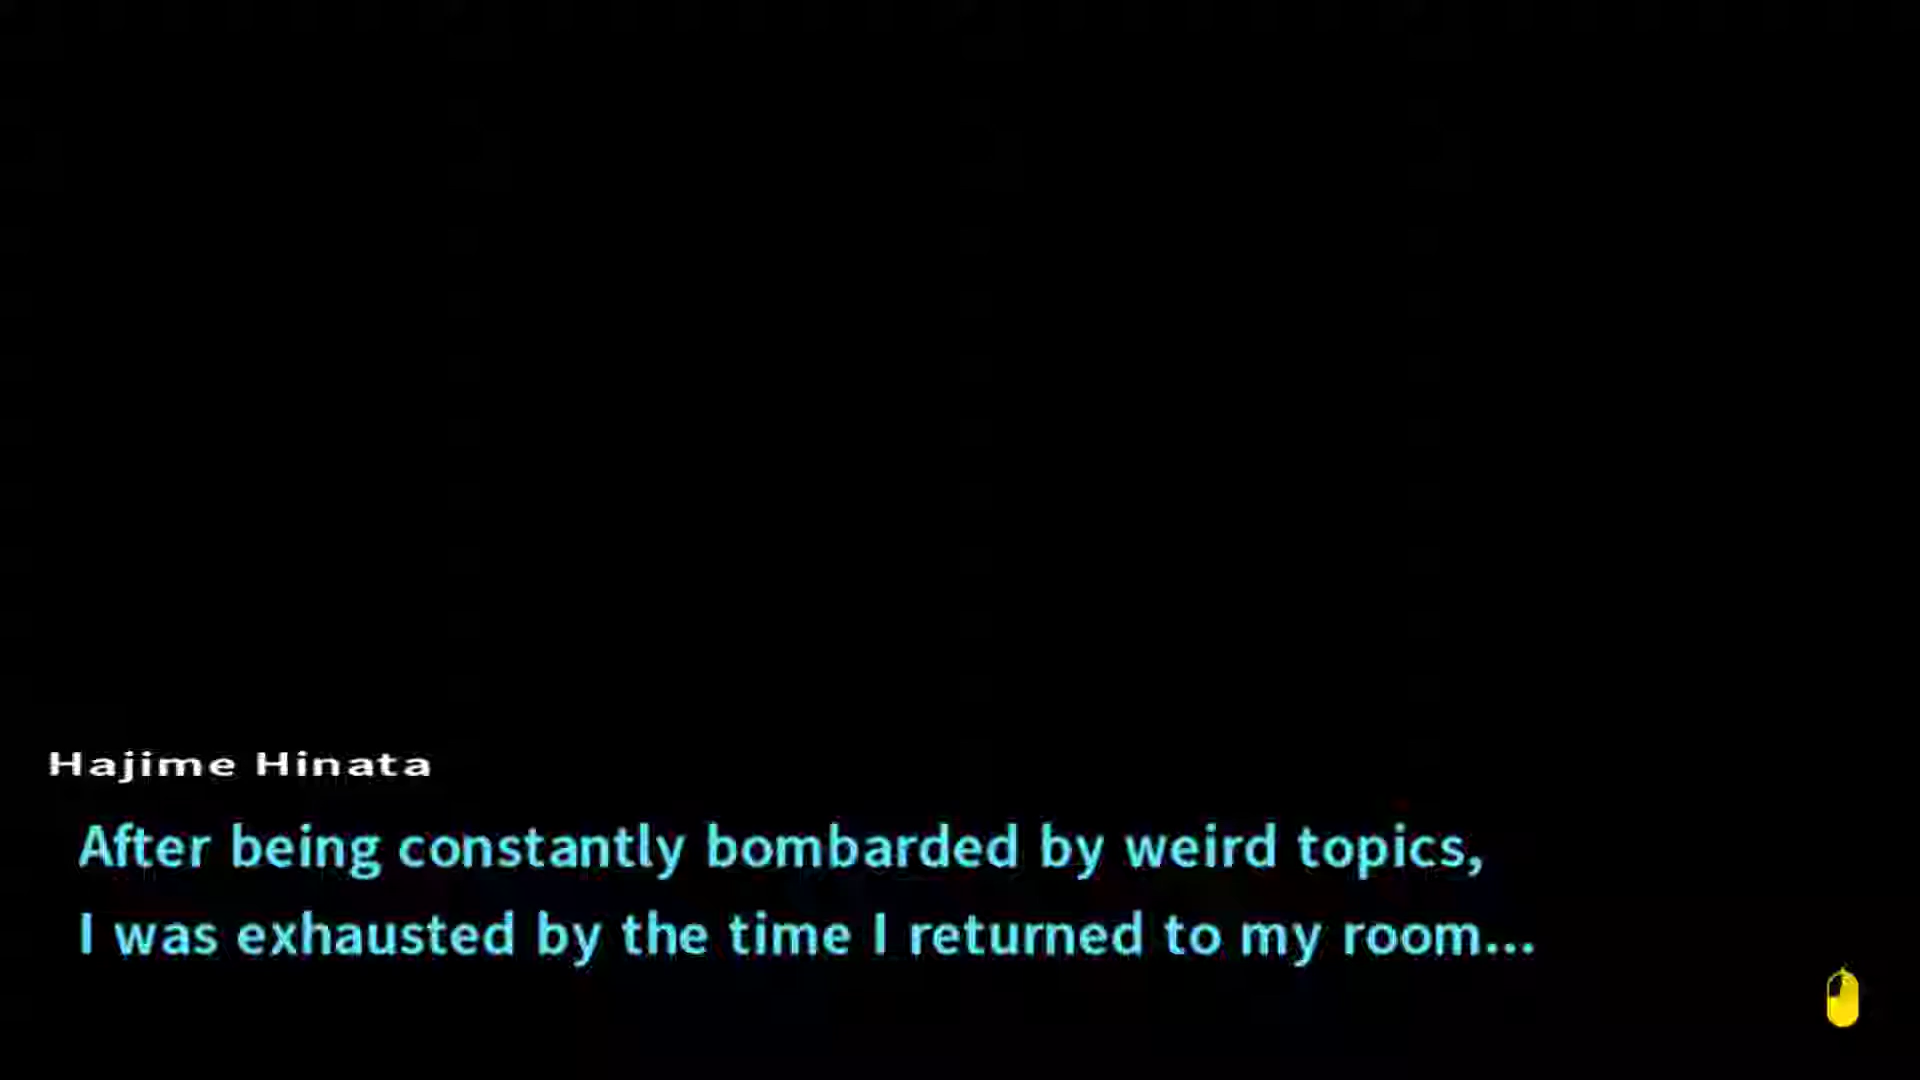 Hajime Hinata
After being constantly bombarded by weird topics,
I was exhausted by the time I returned to my room...